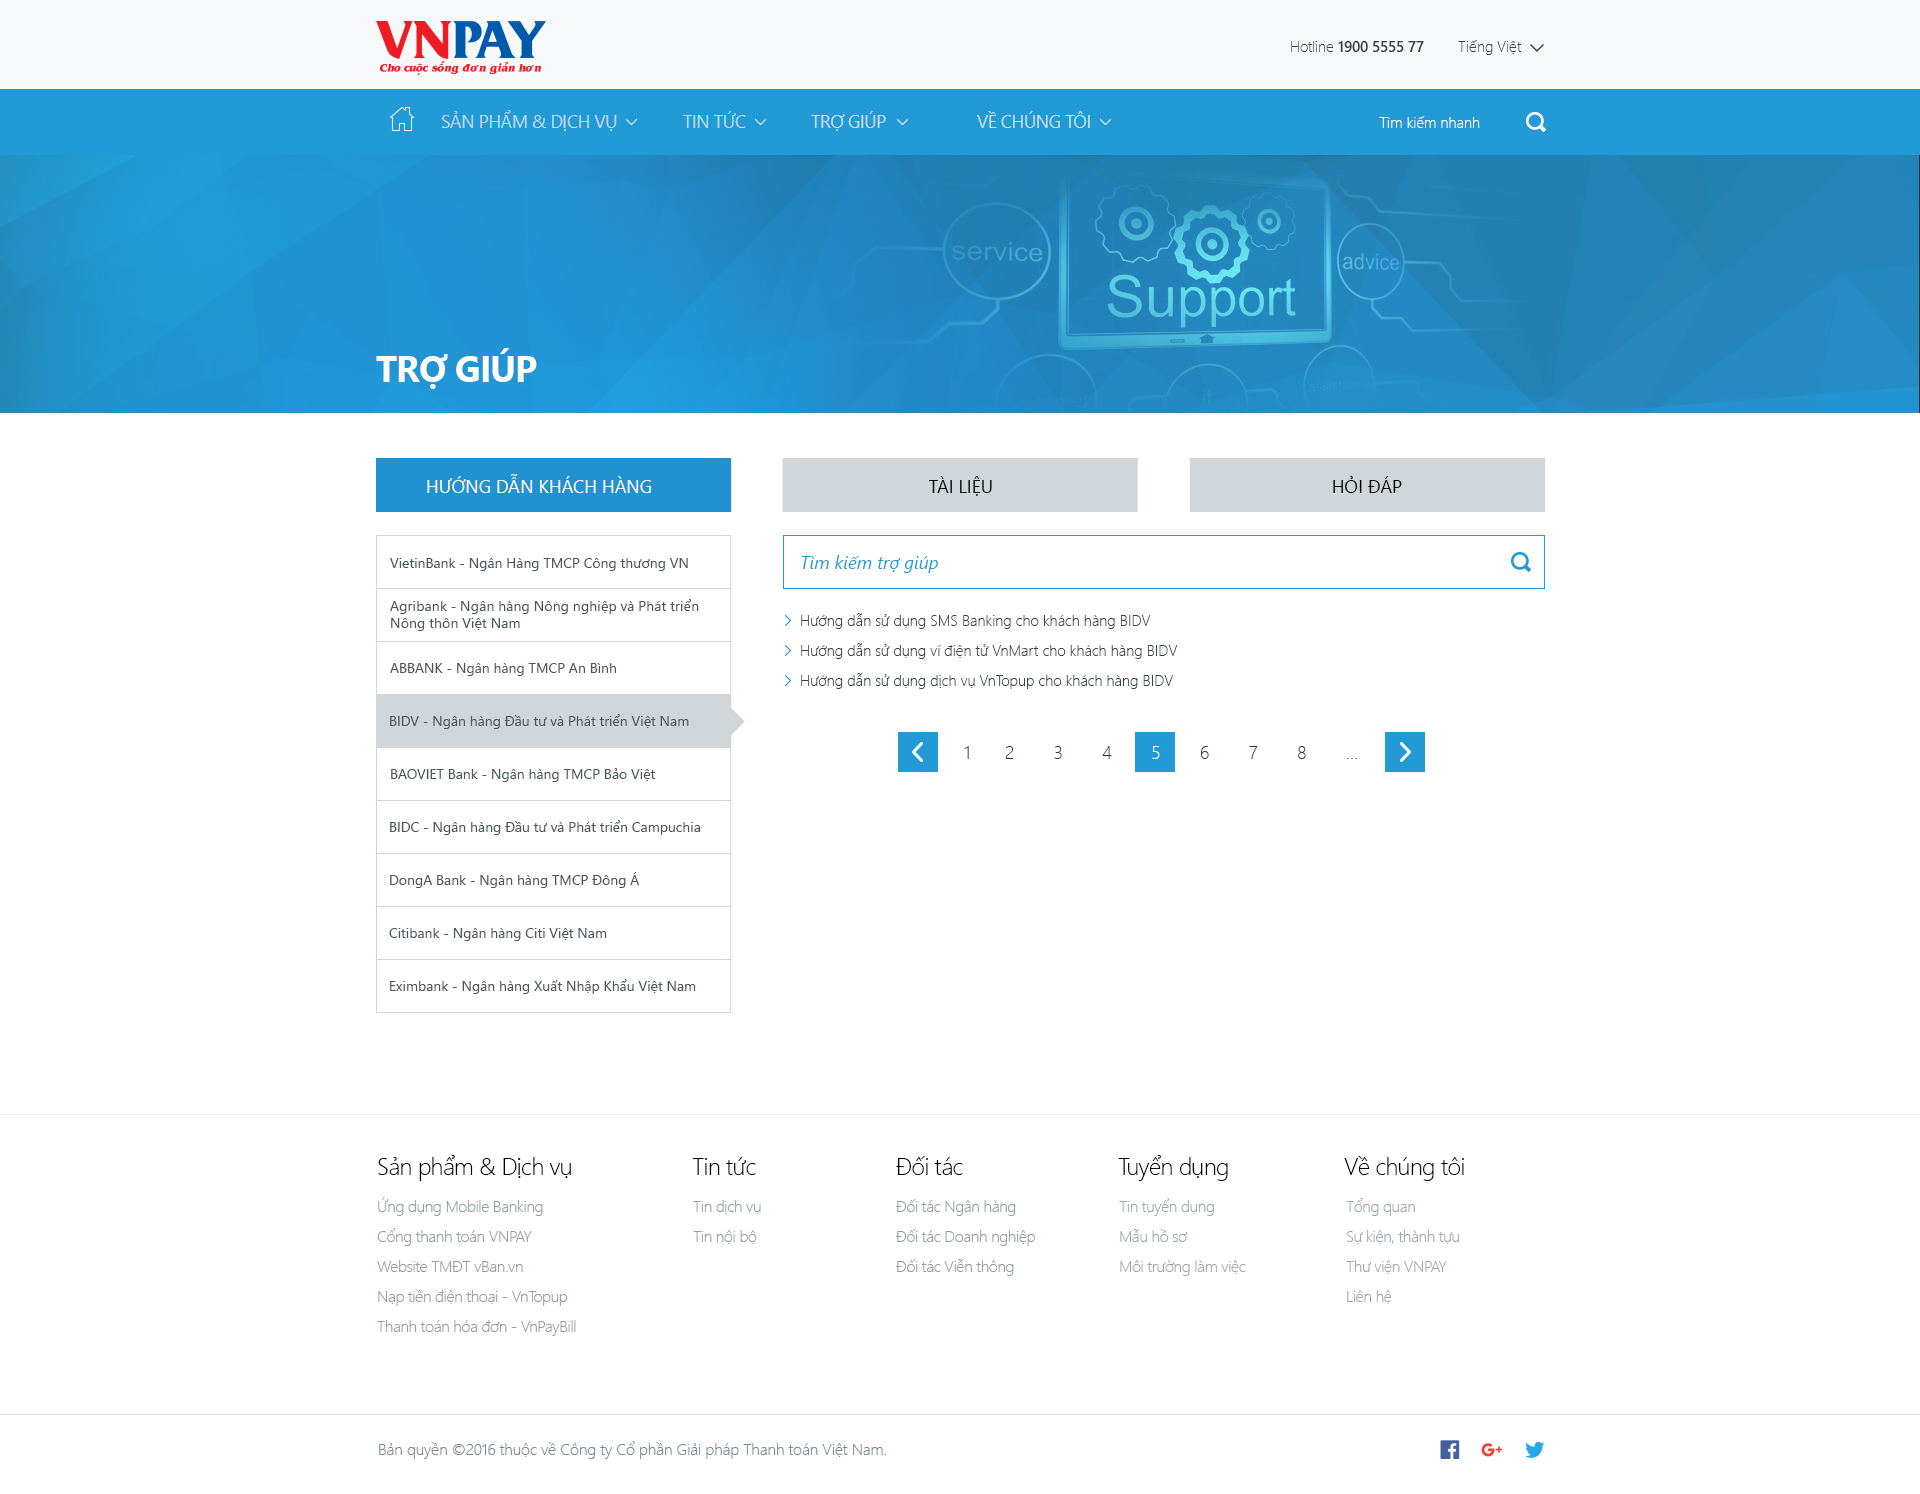 VNPAY
Cho cuộc sống đơn giản hơn
Hotline 1900 5555 77
Tiếng Việt
SẢN PHẨM & DỊCH VỤ
TIN TỨC
TRỢ GIÚP
VỀ CHÚNG TÔI
Tìm kiếm nhanh
service
Support
advice
it
TRỢ GIÚP
HƯỚNG DẪN KHÁCH HÀNG
TÀI LIỆU
HỎI ĐÁP
VietinBank - Ngân Hàng TMCP Công thương VN
Agribank - Ngân hàng Nông nghiệp và Phát triển
Nông thôn Việt Nam
ABBANK - Ngân hàng TMCP An Bình
BIDV - Ngân hàng Đầu tư và Phát triển Việt Nam
BAOVIET Bank - Ngân hàng TMCP Bảo Việt
BIDC - Ngân hàng Đầu tư và Phát triển Campuchia
DongA Bank - Ngân hàng TMCP Đông Á
Citibank - Ngân hàng Citi Việt Nam
Eximbank - Ngân hàng Xuất Nhập Khẩu Việt Nam
Tìm kiếm trợ giúp
Hướng dẫn sử dụng SMS Banking cho khách hàng BIDV
Hướng dẫn sử dụng ví điện tử VnMart cho khách hàng BIDV
Hướng dẫn sử dụng dịch vụ VnTopup cho khách hàng BIDV
1 2 3 4 5 6 7 8 ...
Sản phẩm & Dịch vụ
Ứng dụng Mobile Banking
Cổng thanh toán VNPAY
Website TMĐT vBan.vn
Nạp tiền điện thoại - VnTopup
Thanh toán hóa đơn - VnPayBill
Tin tức
Tin dịch vụ
Tin nội bộ
Đối tác
Đối tác Ngân hàng
Đối tác Doanh nghiệp
Đối tác Viễn thông
Tuyển dụng
Tin tuyển dụng
Mẫu hồ sơ
Môi trường làm việc
Về chúng tôi
Tổng quan
Sự kiện, thành tựu
Thư viện VNPAY
Liên hệ
Bản quyền ©2016 thuộc về Công ty Cổ phần Giải pháp Thanh toán Việt Nam.